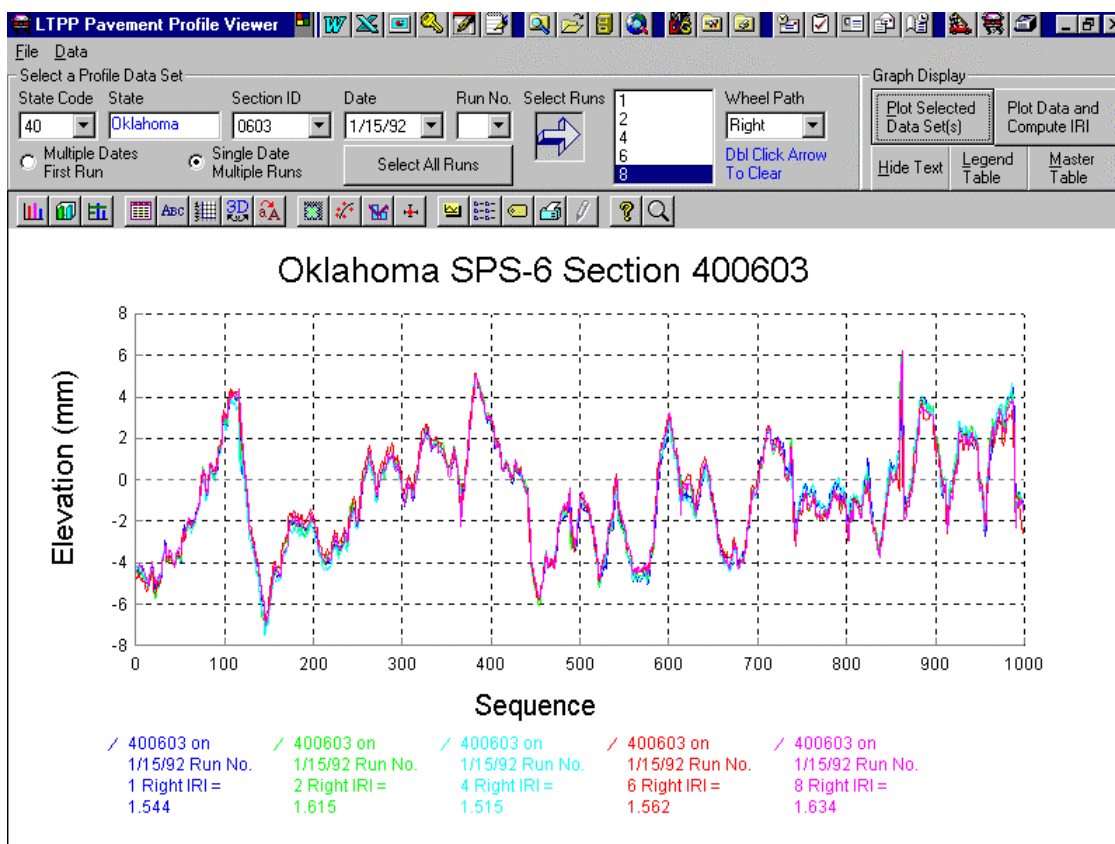 LTPP Pavement Profile Viewer
File Data
Select a Profile Data Set
Graph Display
State Code State Section ID Date Run No. Select Runs Wheel Path
40 Oklahoma 0603 1/15/92 Right
1
2
4
6
8
Multiple Dates
First Run
Single Date
Multiple Runs
Select All Runs
Dbl Click Arrow
To Clear
Plot Selected
Data Set(s)
Plot Data and
Compute IRI
Hide Text
Legend
Table
Master
Table
ABC 3D aA
Oklahoma SPS-6 Section 400603
Elevation (mm)
8
6
4
2
0
-2
-4
-6
-8
0 100 200 300 400 500 600 700 800 900 1000
Sequence
400603 on
1/15/92 Run No.
1 Right IRI =
1.544
400603 on
1/15/92 Run No.
2 Right IRI =
1.615
400603 on
1/15/92 Run No.
4 Right IRI =
1.515
400603 on
1/15/92 Run No.
6 Right IRI =
1.562
400603 on
1/15/92 Run No.
8 Right IRI =
1.634